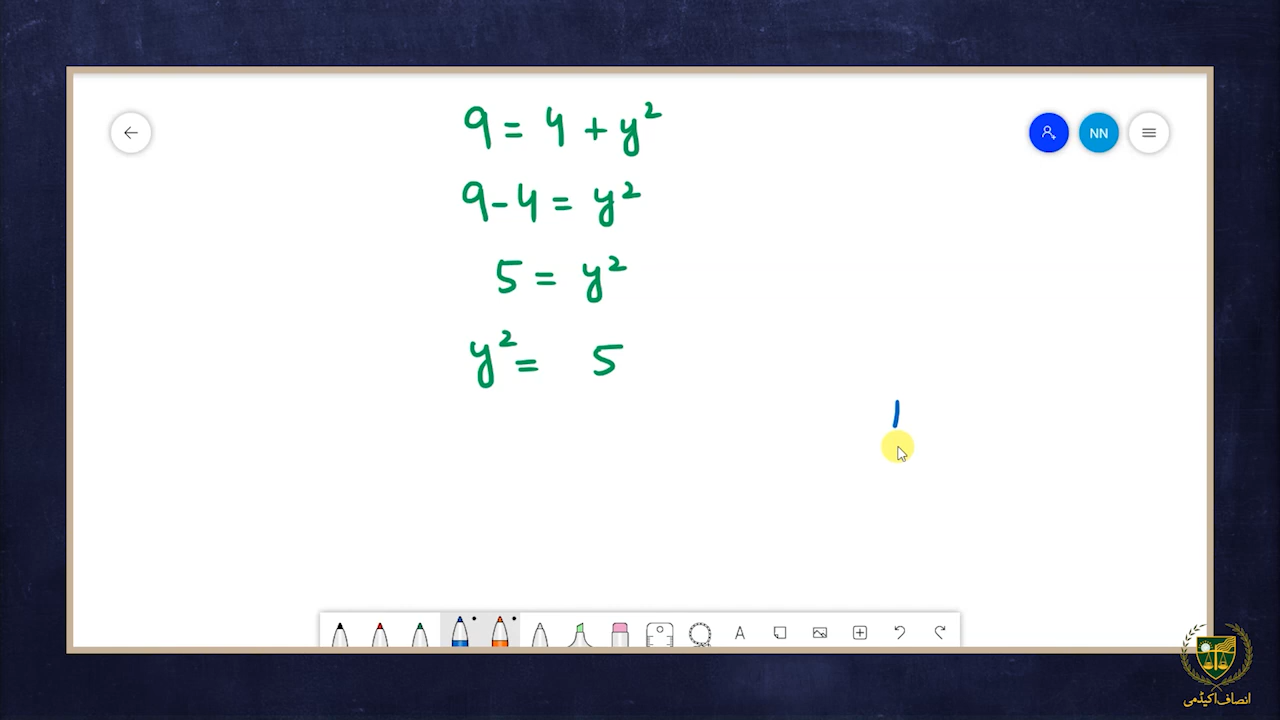 9 = 4 + y²
NN
9 - 4 = y²
5 = y²
y² = 5
A
انصاف اکیڈمی